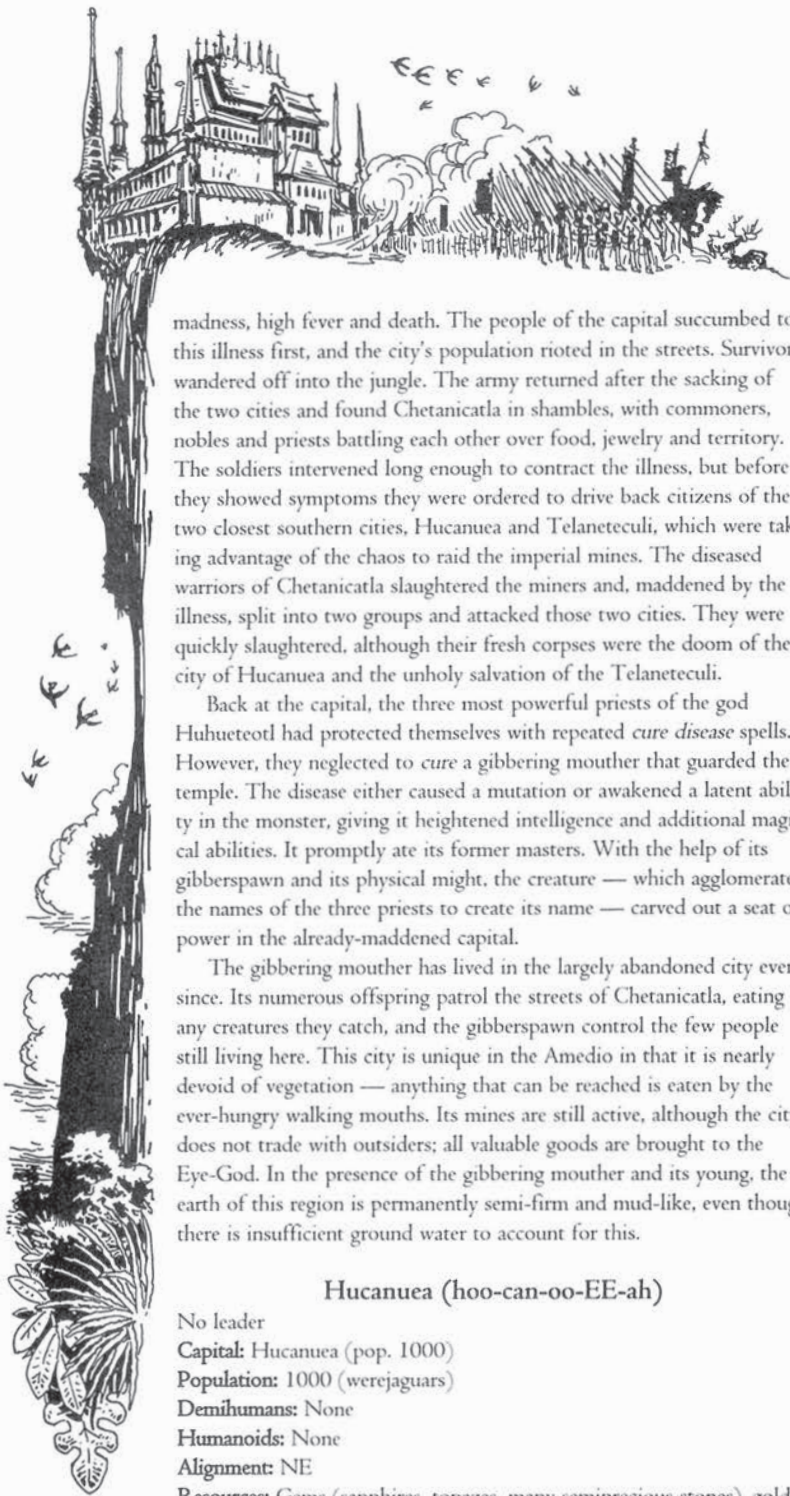 madness, high fever and death. The people of the capital succumbed to
this illness first, and the city's population rioted in the streets. Survivor
wandered off into the jungle. The army returned after the sacking of
the two cities and found Chetanicatla in shambles, with commoners,
nobles and priests battling each other over food, jewelry and territory.
The soldiers intervened long enough to contract the illness, but before
they showed symptoms they were ordered to drive back citizens of the
two closest southern cities, Hucanuea and Telaneteculi, which were tak
ing advantage of the chaos to raid the imperial mines. The diseased
warriors of Chetanicatla slaughtered the miners and, maddened by the
illness, split into two groups and attacked those two cities. They were
quickly slaughtered, although their fresh corpses were the doom of the
city of Hucanuea and the unholy salvation of the Telaneteculi.
Back at the capital, the three most powerful priests of the god
Huhueteotl had protected themselves with repeated cure disease spells.
However, they neglected to cure a gibbering mouther that guarded the
temple. The disease either caused a mutation or awakened a latent abil
ty in the monster, giving it heightened intelligence and additional magi
cal abilities. It promptly ate its former masters. With the help of its
gibberspawn and its physical might, the creature — which agglomerate
the names of the three priests to create its name — carved out a seat o
power in the already-maddened capital.
The gibbering mouther has lived in the largely abandoned city ever
since. Its numerous offspring patrol the streets of Chetanicatla, eating
any creatures they catch, and the gibberspawn control the few people
still living here. This city is unique in the Amedio in that it is nearly
devoid of vegetation — anything that can be reached is eaten by the
ever-hungry walking mouths. Its mines are still active, although the cit
does not trade with outsiders; all valuable goods are brought to the
Eye-God. In the presence of the gibbering mouther and its young, the
earth of this region is permanently semi-firm and mud-like, even thoug
there is insufficient ground water to account for this.
Hucanuea (hoo-can-oo-EE-ah)
No leader
Capital: Hucanuea (pop. 1000)
Population: 1000 (werejaguars)
Demihumans: None
Humanoids: None
Alignment: NE
Resources: Gems (sapphires, topazes, many semiprecious stones), gold